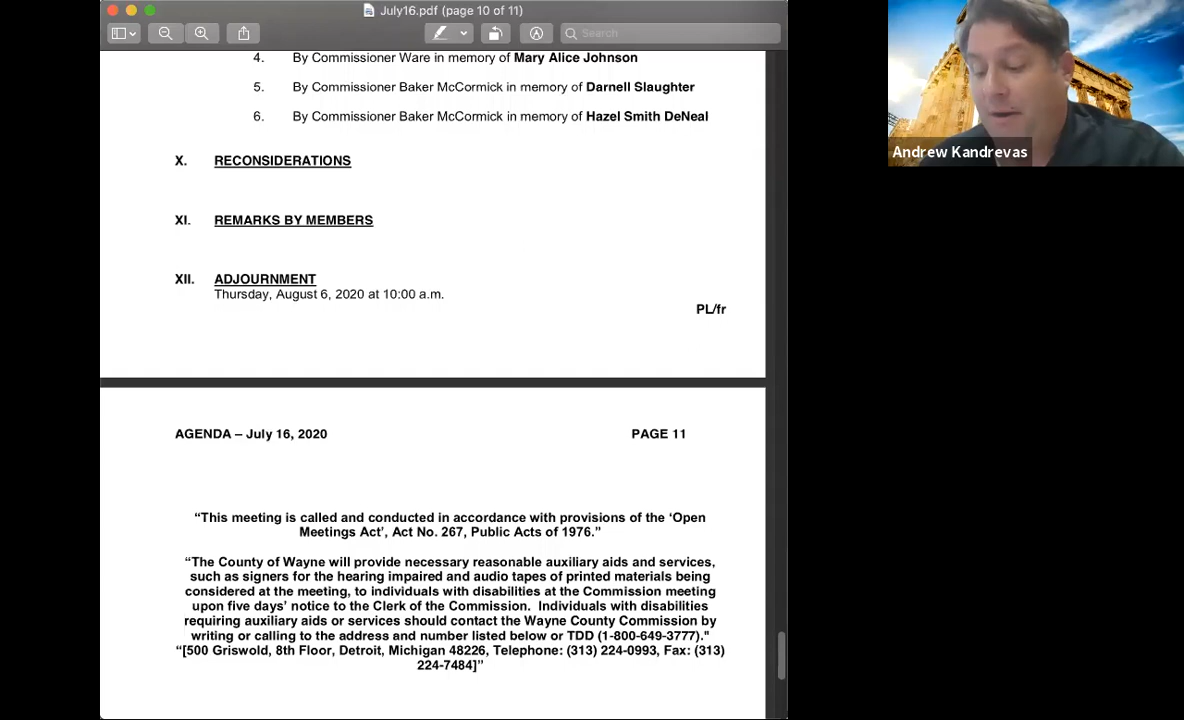 July16.pdf (page 10 of 11)
Search
4. By Commissioner Ware in memory of Mary Alice Johnson
5. By Commissioner Baker McCormick in memory of Darnell Slaughter
6. By Commissioner Baker McCormick in memory of Hazel Smith DeNeal
X. RECONSIDERATIONS
XI. REMARKS BY MEMBERS
XII. ADJOURNMENT
Thursday, August 6, 2020 at 10:00 a.m.
PL/fr
AGENDA – July 16, 2020 PAGE 11
“This meeting is called and conducted in accordance with provisions of the ‘Open
Meetings Act’, Act No. 267, Public Acts of 1976.”
“The County of Wayne will provide necessary reasonable auxiliary aids and services,
such as signers for the hearing impaired and audio tapes of printed materials being
considered at the meeting, to individuals with disabilities at the Commission meeting
upon five days’ notice to the Clerk of the Commission.  Individuals with disabilities
requiring auxiliary aids or services should contact the Wayne County Commission by
writing or calling to the address and number listed below or TDD (1-800-649-3777)."
“[500 Griswold, 8th Floor, Detroit, Michigan 48226, Telephone: (313) 224-0993, Fax: (313)
224-7484]”
Andrew Kandrevas